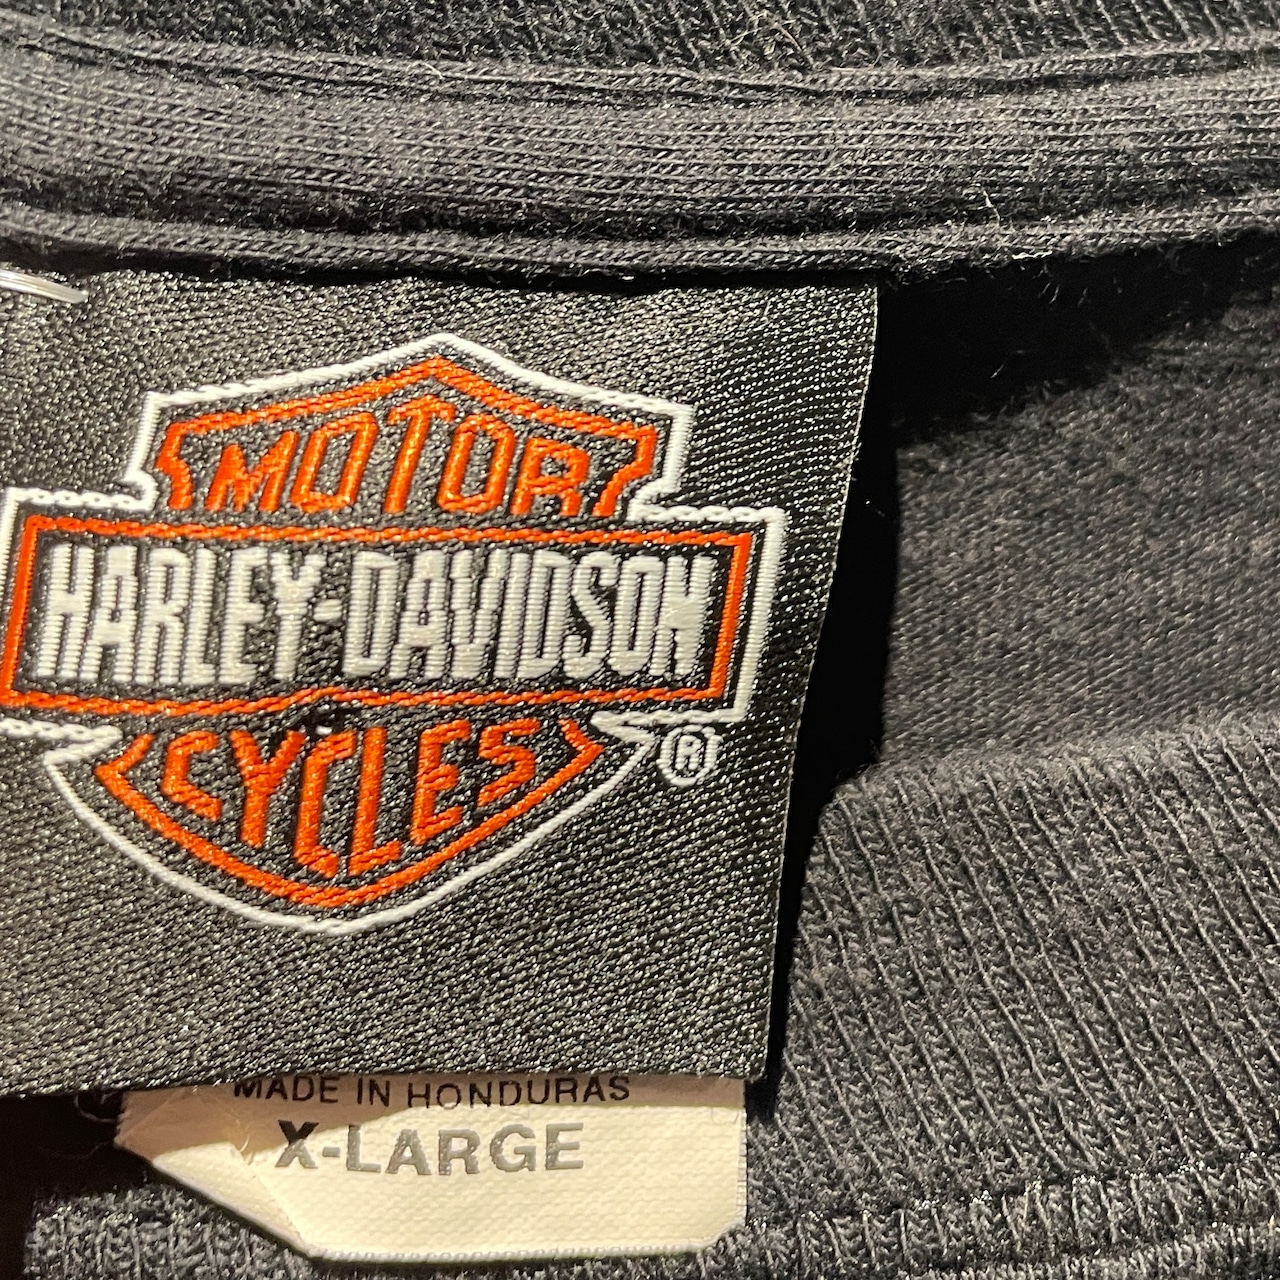 MOTOR
HARLEY-DAVIDSON
CYCLES
®
MADE IN HONDURAS
X-LARGE